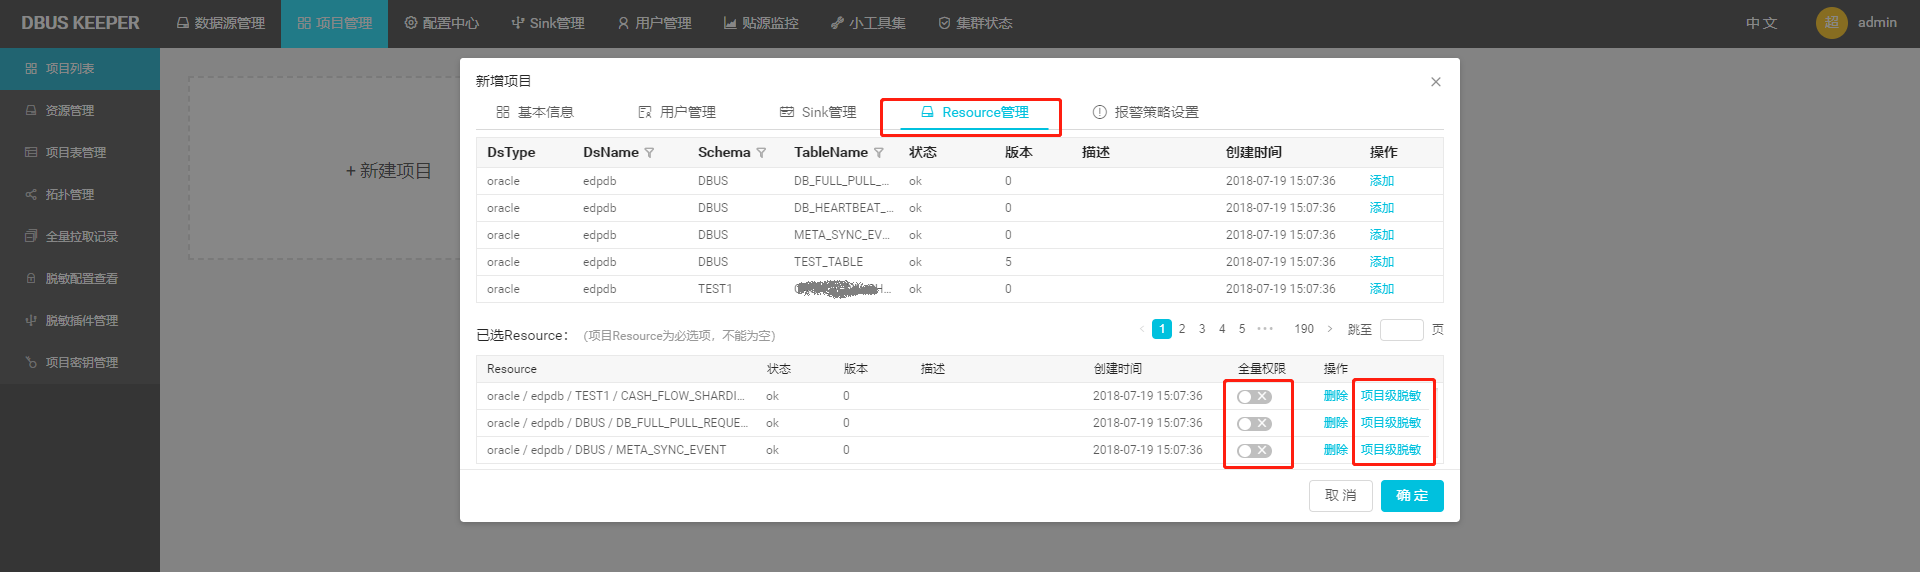 DBUS KEEPER 数据源管理 项目管理 配置中心 Sink管理 用户管理 贴源监控 小工具集 集群状态 中 文 超 admin
项目列表
资源管理
项目表管理
拓扑管理
全量拉取记录
脱敏配置查看
脱敏插件管理
项目密钥管理
+ 新建项目
新增项目
基本信息 用户管理 Sink管理 Resource管理 报警策略设置
DsType DsName Schema TableName 状态 版本 描述 创建时间 操作
oracle edpdb DBUS DB_FULL_PULL_... ok 0 2018-07-19 15:07:36 添加
oracle edpdb DBUS DB_HEARTBEAT_... ok 0 2018-07-19 15:07:36 添加
oracle edpdb DBUS META_SYNC_EV... ok 0 2018-07-19 15:07:36 添加
oracle edpdb DBUS TEST_TABLE ok 5 2018-07-19 15:07:36 添加
oracle edpdb TEST1 ok 0 2018-07-19 15:07:36 添加
已选Resource： (项目Resource为必选项，不能为空)
1 2 3 4 5 ••• 190 跳至 页
Resource 状态 版本 描述 创建时间 全量权限 操作
oracle / edpdb / TEST1 / CASH_FLOW_SHARDI... ok 0 2018-07-19 15:07:36 删除 项目级脱敏
oracle / edpdb / DBUS / DB_FULL_PULL_REQUE... ok 0 2018-07-19 15:07:36 删除 项目级脱敏
oracle / edpdb / DBUS / META_SYNC_EVENT ok 0 2018-07-19 15:07:36 删除 项目级脱敏
取 消 确 定